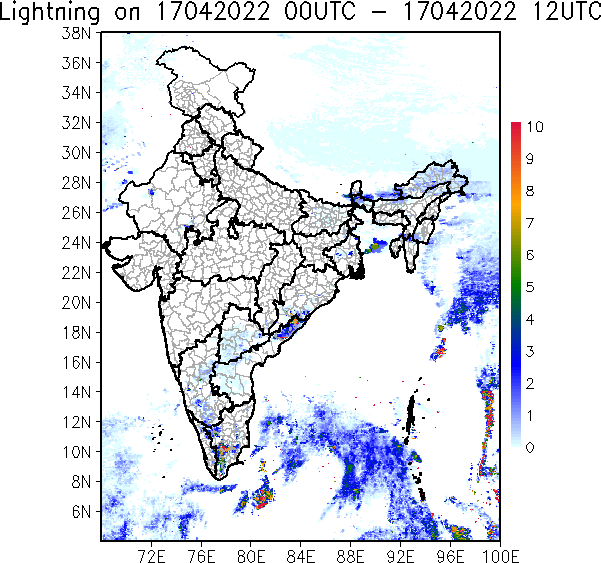 Lightning on 17042022 00UTC – 17042022 12UTC
38N
36N
34N
32N
30N
28N
26N
24N
22N
20N
18N
16N
14N
12N
10N
8N
6N
72E 76E 80E 84E 88E 92E 96E 100E
10
9
8
7
6
5
4
3
2
1
0